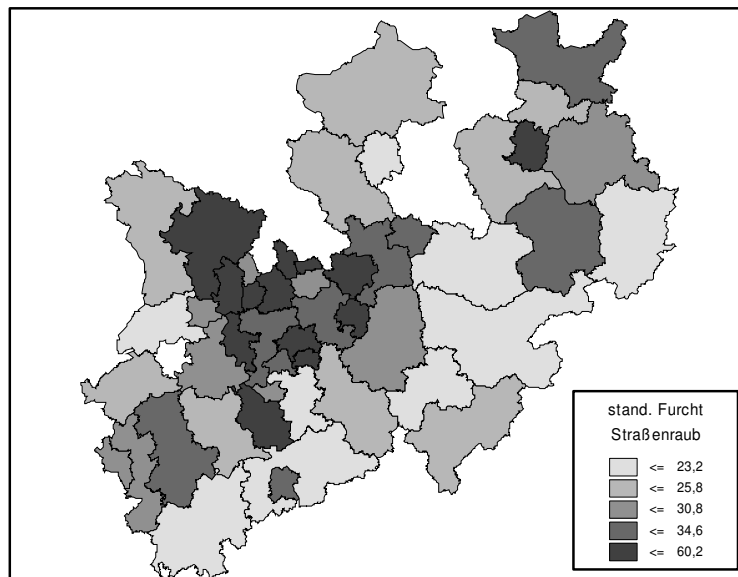 stand. Furcht
Straßenraub
<= 23,2
<= 25,8
<= 30,8
<= 34,6
<= 60,2